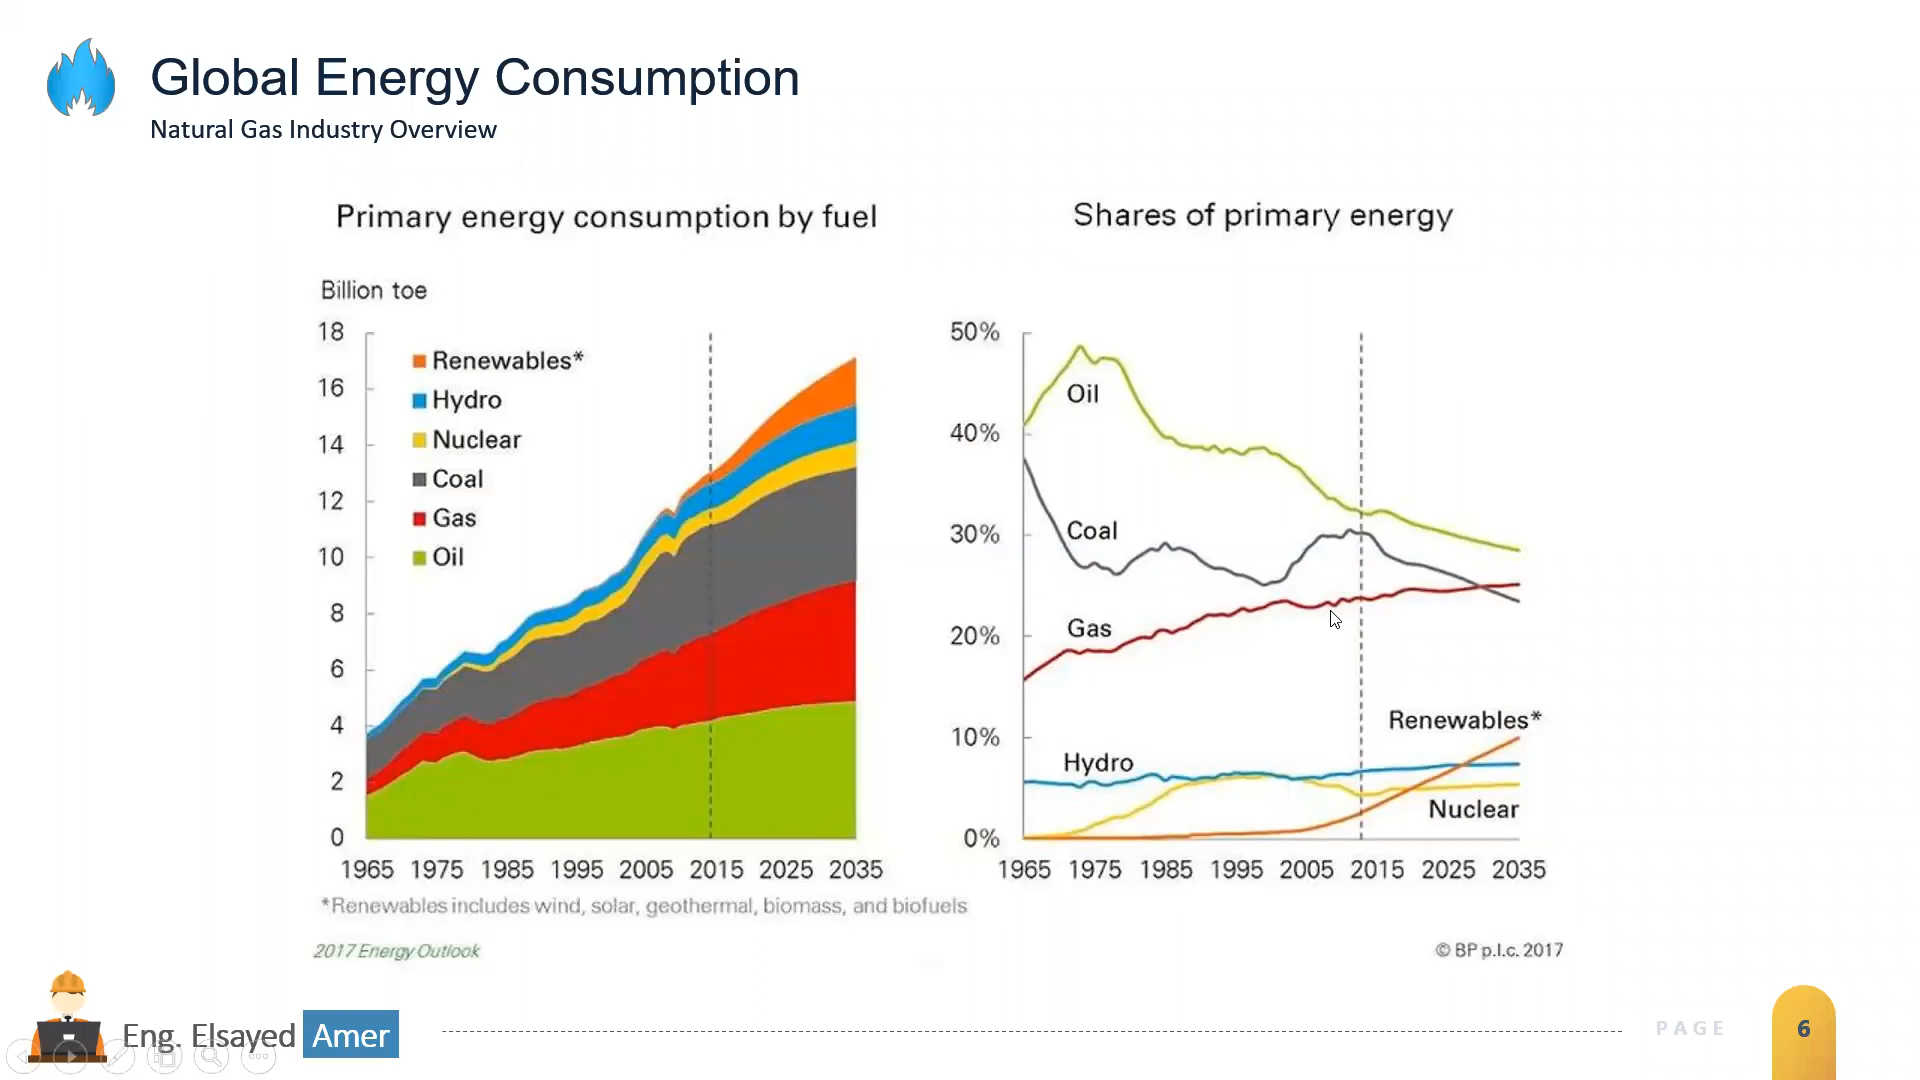 Global Energy Consumption
Natural Gas Industry Overview
Primary energy consumption by fuel
Billion toe
18
16
14
12
10
8
6
4
2
0
Renewables*
Hydro
Nuclear
Coal
Gas
Oil
1965 1975 1985 1995 2005 2015 2025 2035
*Renewables includes wind, solar, geothermal, biomass, and biofuels
2017 Energy Outlook
Shares of primary energy
50%
40%
30%
20%
10%
0%
Oil
Coal
Gas
Renewables*
Hydro
Nuclear
1965 1975 1985 1995 2005 2015 2025 2035
© BP p.l.c. 2017
Eng. Elsayed Amer
PAGE 6